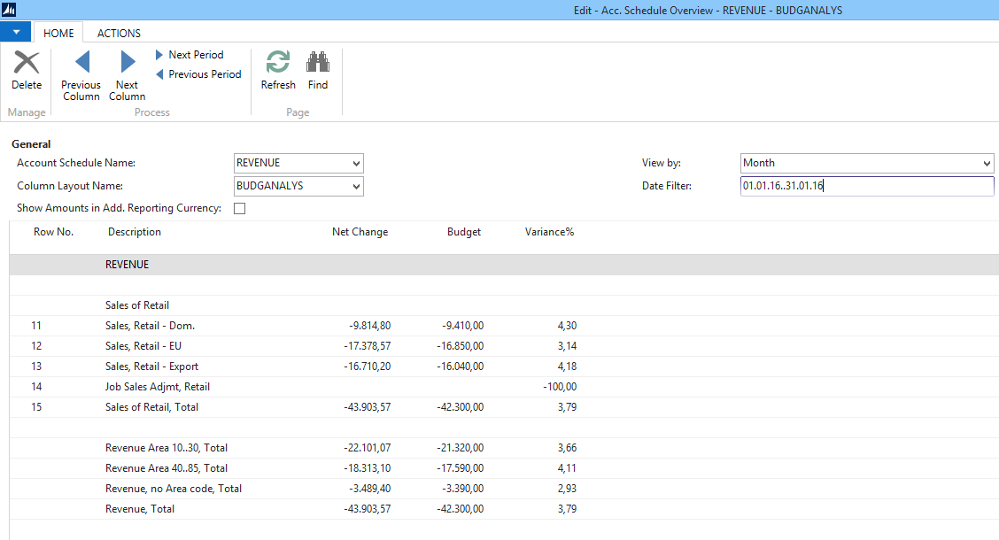 Edit - Acc. Schedule Overview - REVENUE - BUDGANALYS
HOME ACTIONS
Delete
Previous Column
Next Column
Next Period
Previous Period
Refresh
Find
Manage Process Page
General
Account Schedule Name: REVENUE View by: Month
Column Layout Name: BUDGANALYS Date Filter: 01.01.16..31.01.16
Show Amounts in Add. Reporting Currency:
Row No. Description Net Change Budget Variance%
REVENUE
Sales of Retail
11 Sales, Retail - Dom. -9.814,80 -9.410,00 4,30
12 Sales, Retail - EU -17.378,57 -16.850,00 3,14
13 Sales, Retail - Export -16.710,20 -16.040,00 4,18
14 Job Sales Adjmt, Retail -100,00
15 Sales of Retail, Total -43.903,57 -42.300,00 3,79
Revenue Area 10..30, Total -22.101,07 -21.320,00 3,66
Revenue Area 40..85, Total -18.313,10 -17.590,00 4,11
Revenue, no Area code, Total -3.489,40 -3.390,00 2,93
Revenue, Total -43.903,57 -42.300,00 3,79